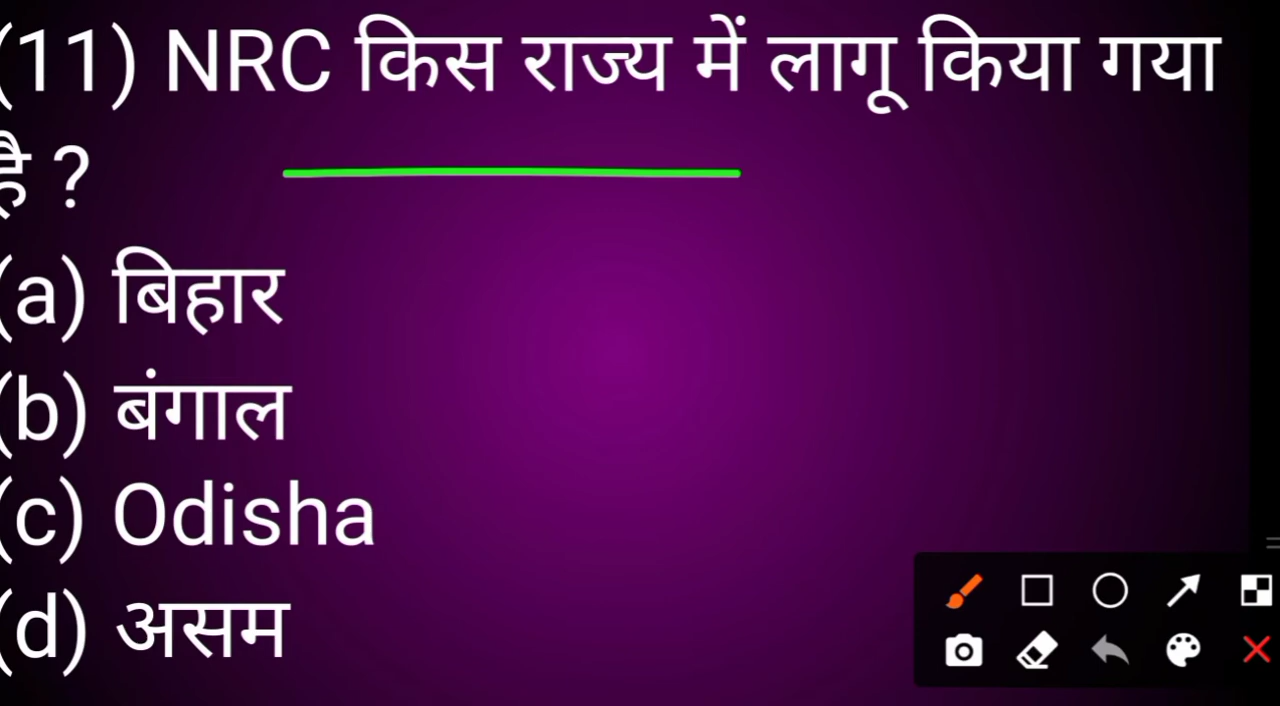 (11) NRC किस राज्य में लागू किया गया
है ?
(a) बिहार
(b) बंगाल
(c) Odisha
(d) असम